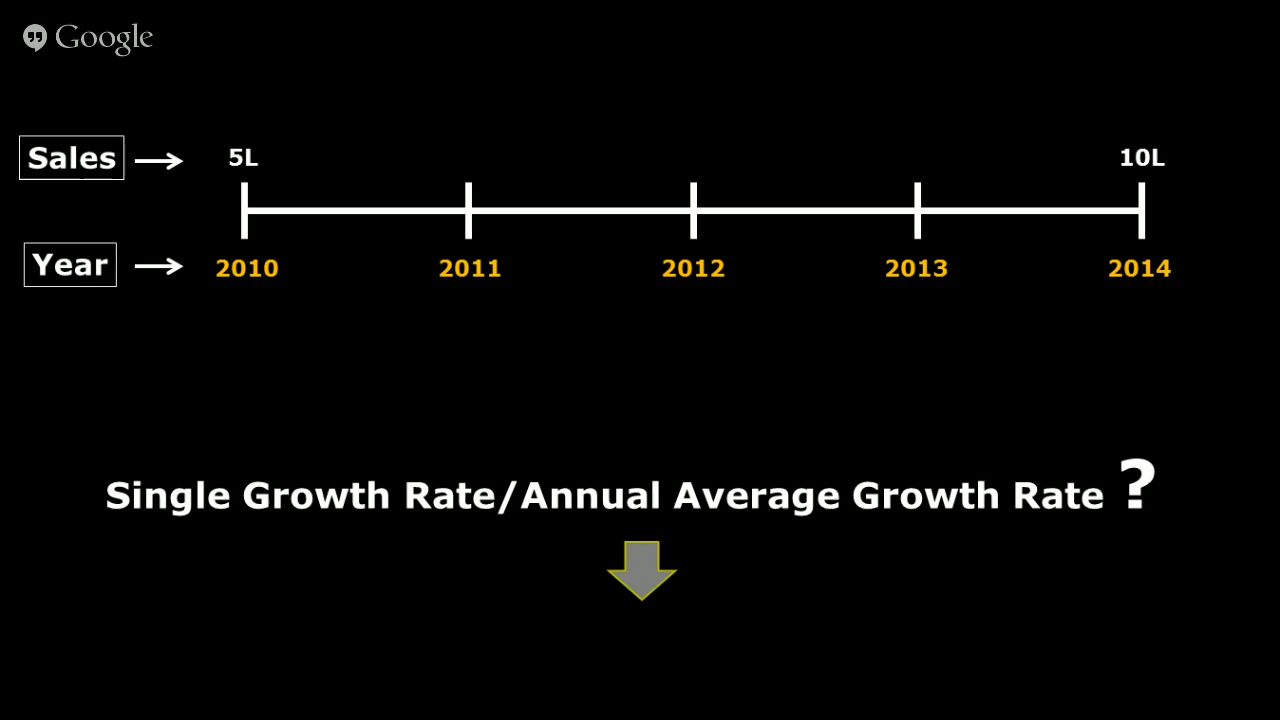 Google
Sales
5L
10L
Year
2010
2011
2012
2013
2014
Single Growth Rate/Annual Average Growth Rate ?